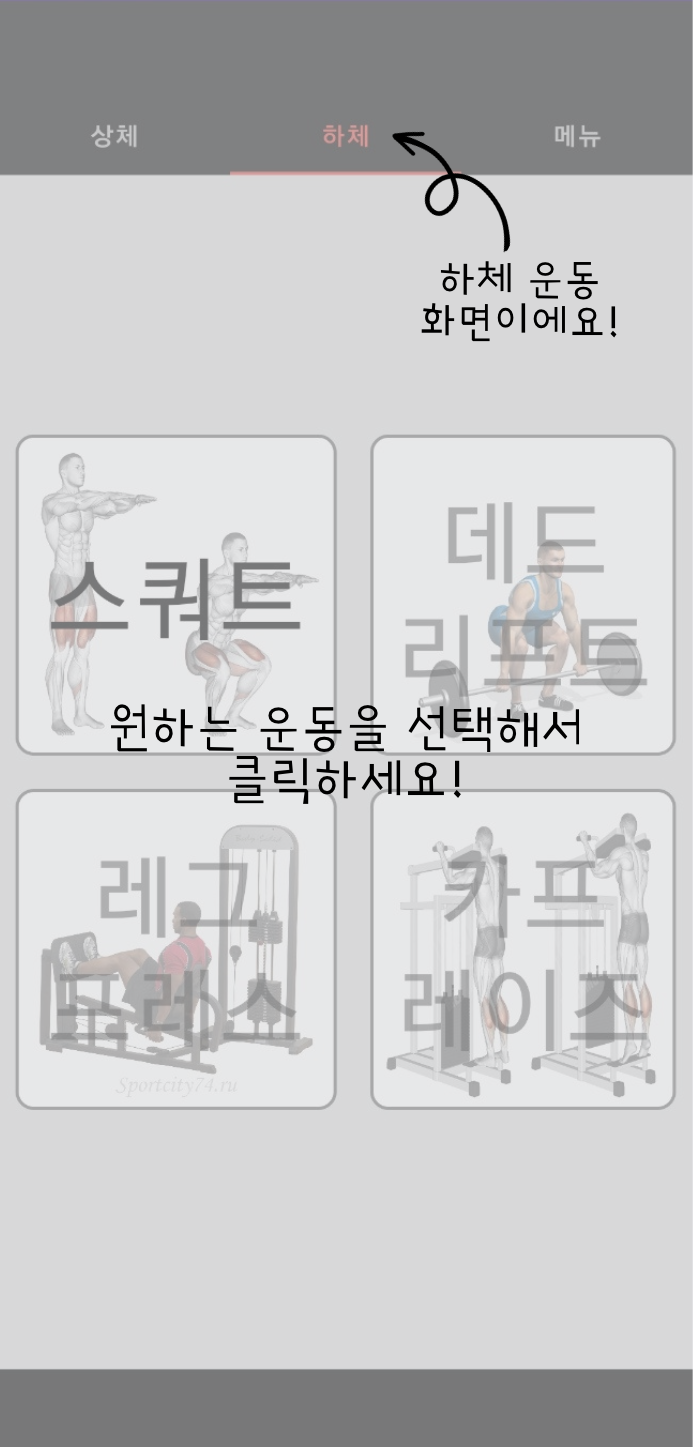 상체 하체 메뉴
하체 운동
화면이에요!
스쿼트
데드
리프트
원하는 운동을 선택해서
클릭하세요!
레그
프레스
카프
레이즈
Sportcity74.ru